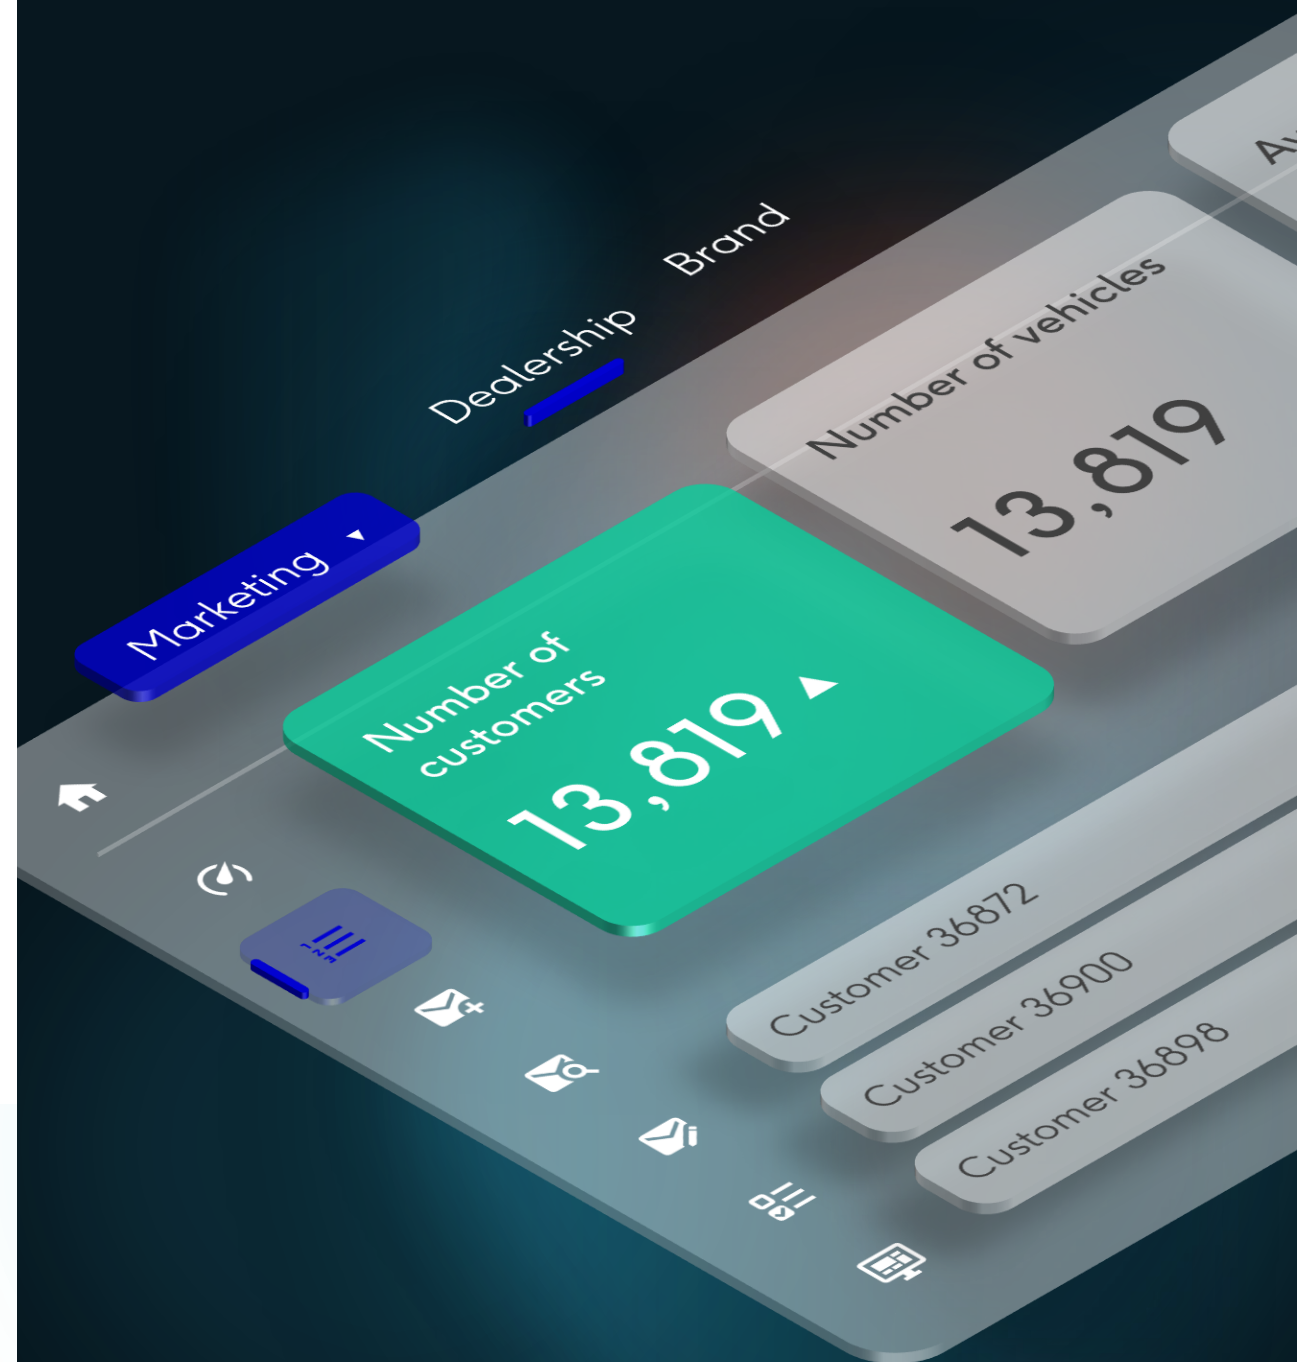 Brand
Dealership
Marketing
Number of vehicles
13,819
Number of
customers
13,819
Customer 36872
Customer 36900
Customer 36898